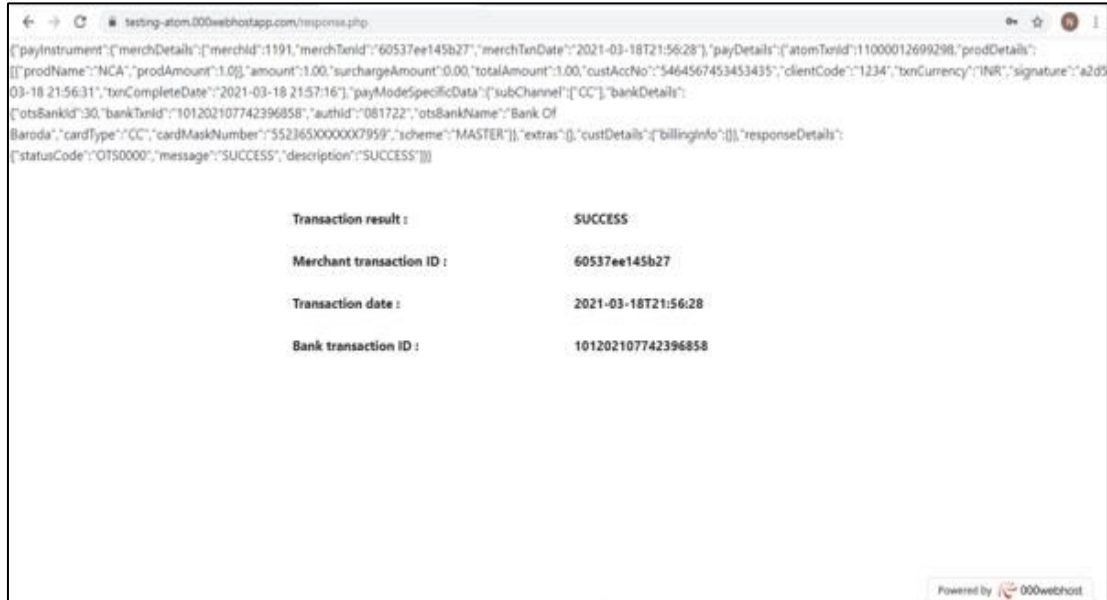 testing-atom.000webhostapp.com/response.php
N
{"payInstrument":{"merchDetails":{"merchId":1191,"merchTxnId":"60537ee145b27","merchTxnDate":"2021-03-18T21:56:28"},"payDetails":{"atomTxnId":11000012699298,"prodDetails":
[{"prodName":"NCA","prodAmount":1.0}],"amount":1.00,"surchargeAmount":0.00,"totalAmount":1.00,"custAccNo":"5464567453453435","clientCode":"1234","txnCurrency":"INR","signature":"a2d5
03-18 21:56:31","txnCompleteDate":"2021-03-18 21:57:16"},"payModeSpecificData":{"subChannel":["CC"],"bankDetails":
{"otsBankId":30,"bankTxnId":"101202107742396858","authId":"081722","otsBankName":"Bank Of
Baroda","cardType":"CC","cardMaskNumber":"552365XXXXXX7959","scheme":"MASTER"}},"extras":{},"custDetails":{"billingInfo":{}},"responseDetails":
{"statusCode":"OTS0000","message":"SUCCESS","description":"SUCCESS"}}}
Transaction result : SUCCESS
Merchant transaction ID : 60537ee145b27
Transaction date : 2021-03-18T21:56:28
Bank transaction ID : 101202107742396858
Powered by 000webhost